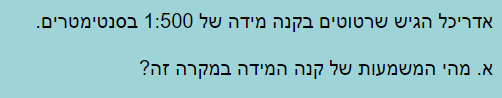 אדריכל הגיש שרטוטים בקנה מידה של 1:500 בסנטימטרים.
א. מהי המשמעות של קנה המידה במקרה זה?